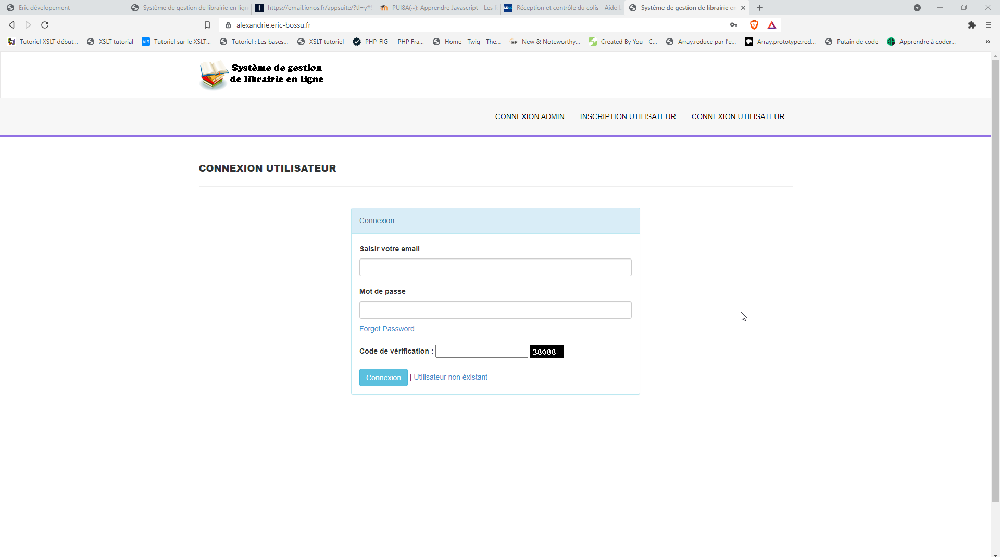 Eric dévelopement
Système de gestion de librairie en lign
https://email.ionos.fr/appsuite/?tl=y#
PUI8A(~): Apprendre Javascript - Les f
Réception et contrôle du colis - Aide L
Système de gestion de librairie en
alexandrie.eric-bossu.fr
Tutoriel XSLT début...
XSLT tutorial
AIS
Tutoriel sur le XSLT...
Tutoriel : Les bases...
XSLT tutoriel
PHP-FIG — PHP Fra...
Home - Twig - The...
EF
New & Noteworthy...
Created By You - C...
Array.reduce par l'e...
Array.prototype.red...
Putain de code
Apprendre à coder...
»
Système de gestion
de librairie en ligne
CONNEXION ADMIN
INSCRIPTION UTILISATEUR
CONNEXION UTILISATEUR
CONNEXION UTILISATEUR
Connexion
Saisir votre email
Mot de passe
Forgot Password
Code de vérification :
38088
Connexion | Utilisateur non éxistant